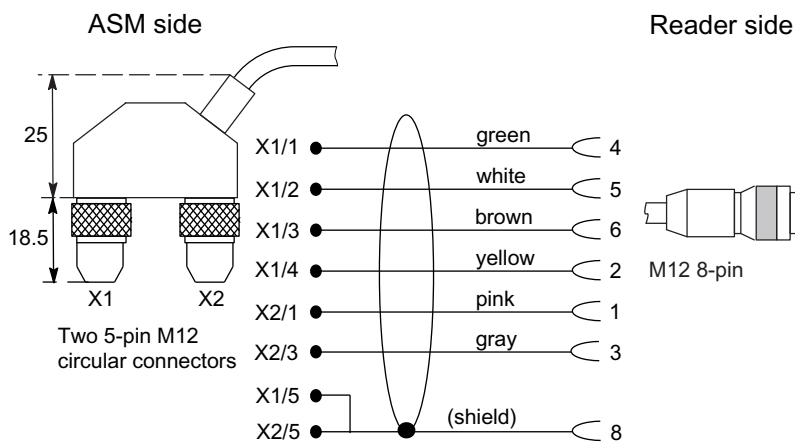 ASM side
Reader side
25
18.5
X1 X2
Two 5-pin M12
circular connectors
X1/1 green 4
X1/2 white 5
X1/3 brown 6
X1/4 yellow 2
X2/1 pink 1
X2/3 gray 3
X1/5
X2/5 (shield) 8
M12 8-pin